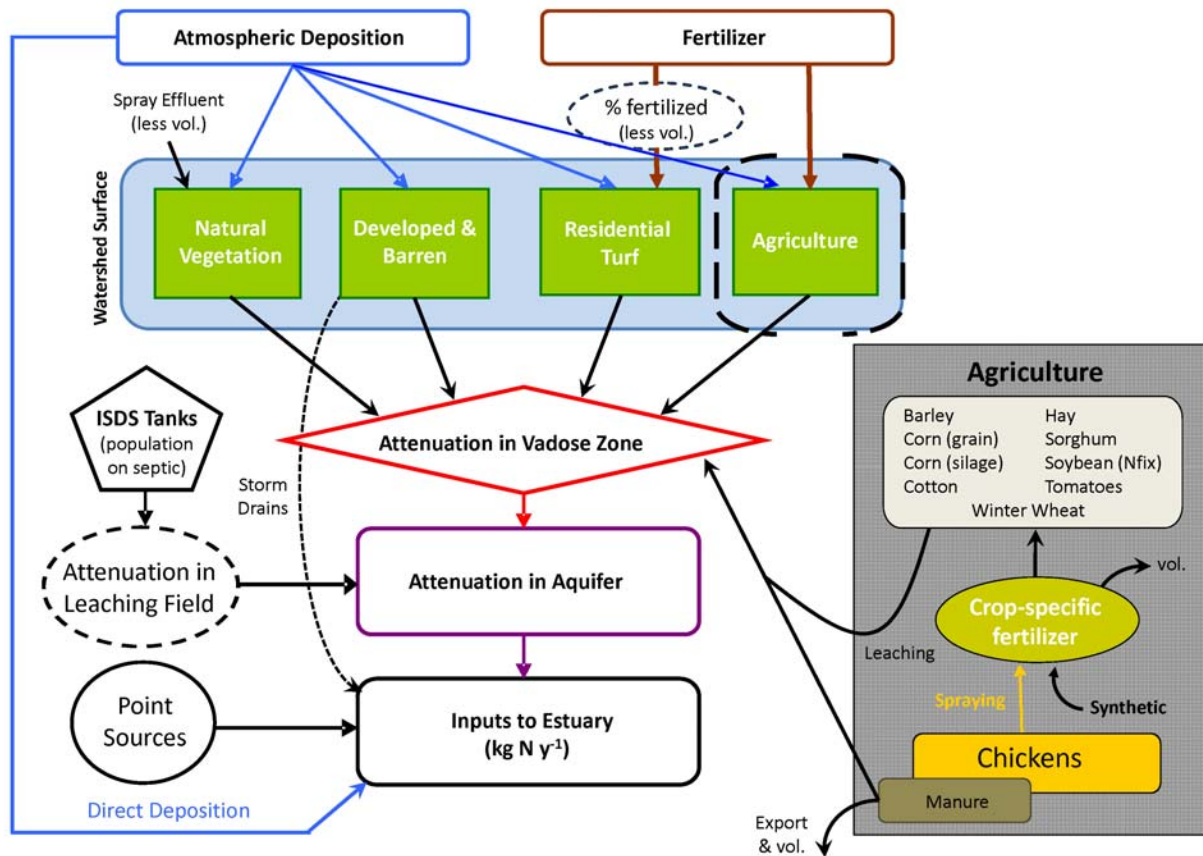 Atmospheric Deposition
Fertilizer
Spray Effluent
(less vol.)
% fertilized
(less vol.)
Watershed Surface
Natural
Vegetation
Developed &
Barren
Residential
Turf
Agriculture
ISDS Tanks
(population
on septic)
Attenuation in Vadose Zone
Storm
Drains
Attenuation in
Leaching Field
Attenuation in Aquifer
Point
Sources
Inputs to Estuary
(kg N y⁻¹)
Direct Deposition
Agriculture
Barley
Corn (grain)
Corn (silage)
Cotton
Hay
Sorghum
Soybean (Nfix)
Tomatoes
Winter Wheat
vol.
Crop-specific
fertilizer
Leaching
Spraying
Synthetic
Chickens
Manure
Export
& vol.